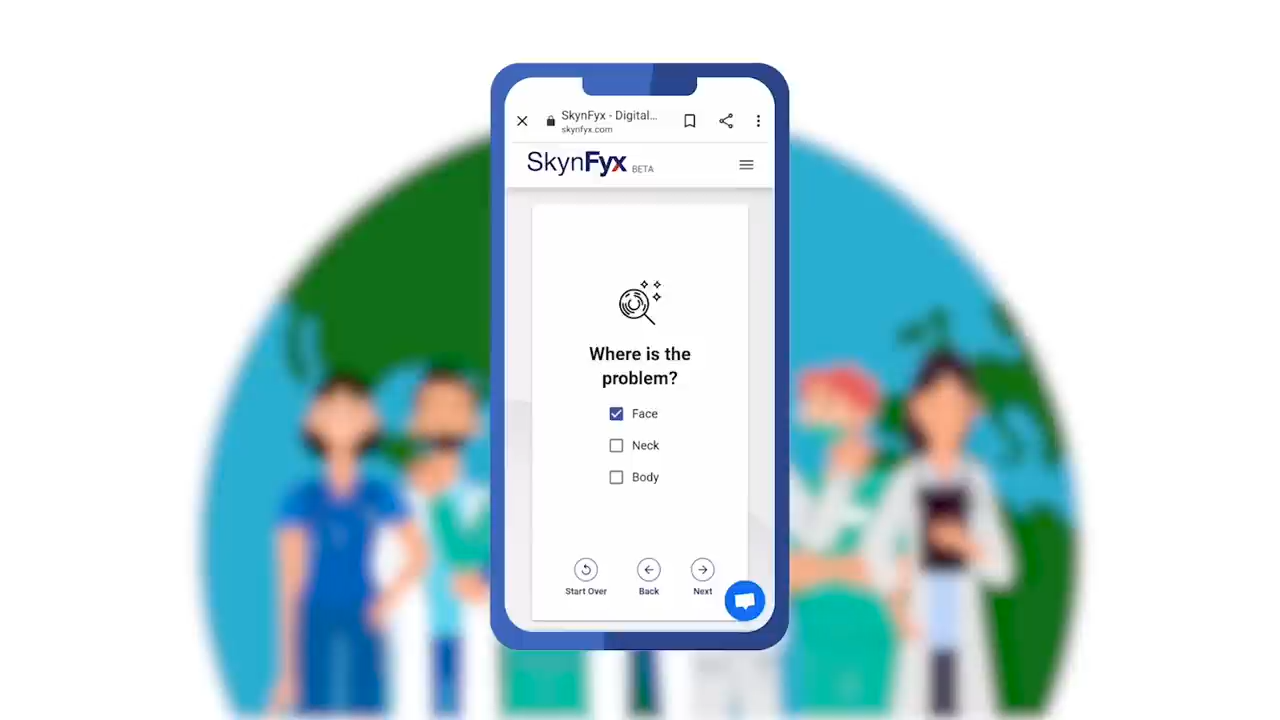 SkynFyx - Digital...
skynfyx.com
SkynFyx BETA
Where is the
problem?
Face
Neck
Body
Start Over
Back
Next